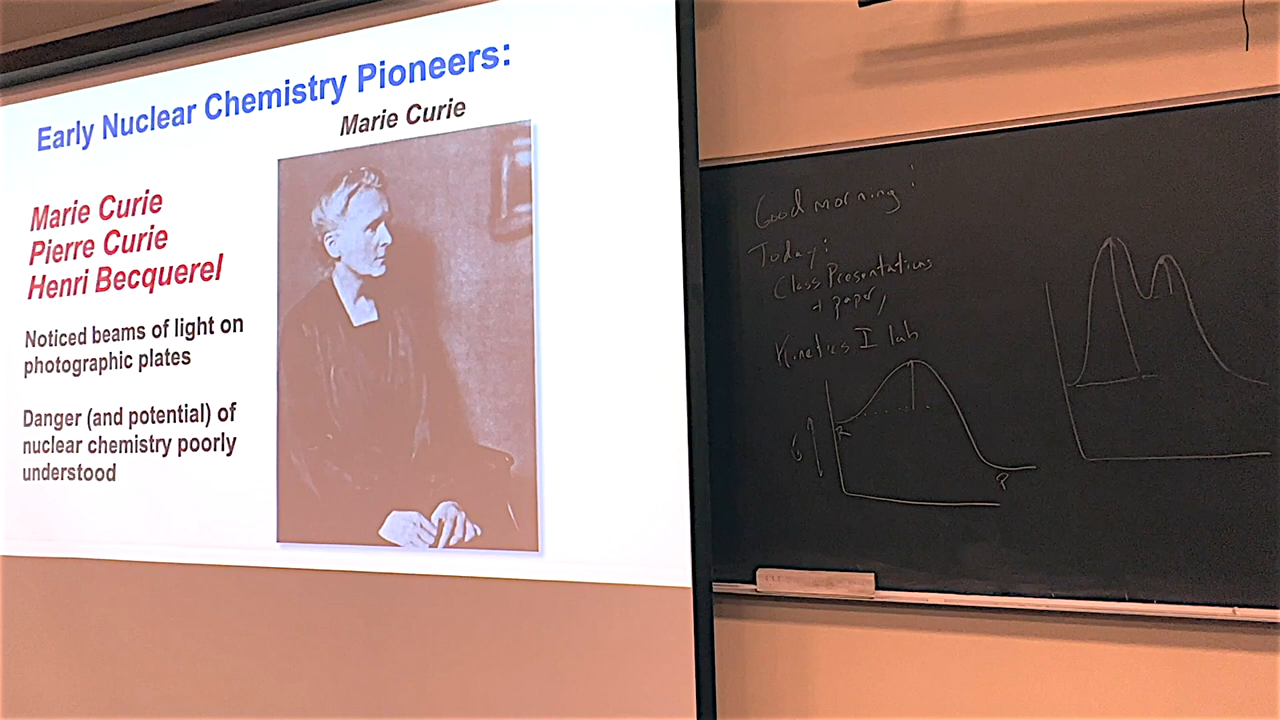 Early Nuclear Chemistry Pioneers:
Marie Curie
Marie Curie
Pierre Curie
Henri Becquerel
Noticed beams of light on
photographic plates
Danger (and potential) of
nuclear chemistry poorly
understood
Good morning!
Today:
Class Presentations
+ paper,
Kinetics I lab
R
G
P